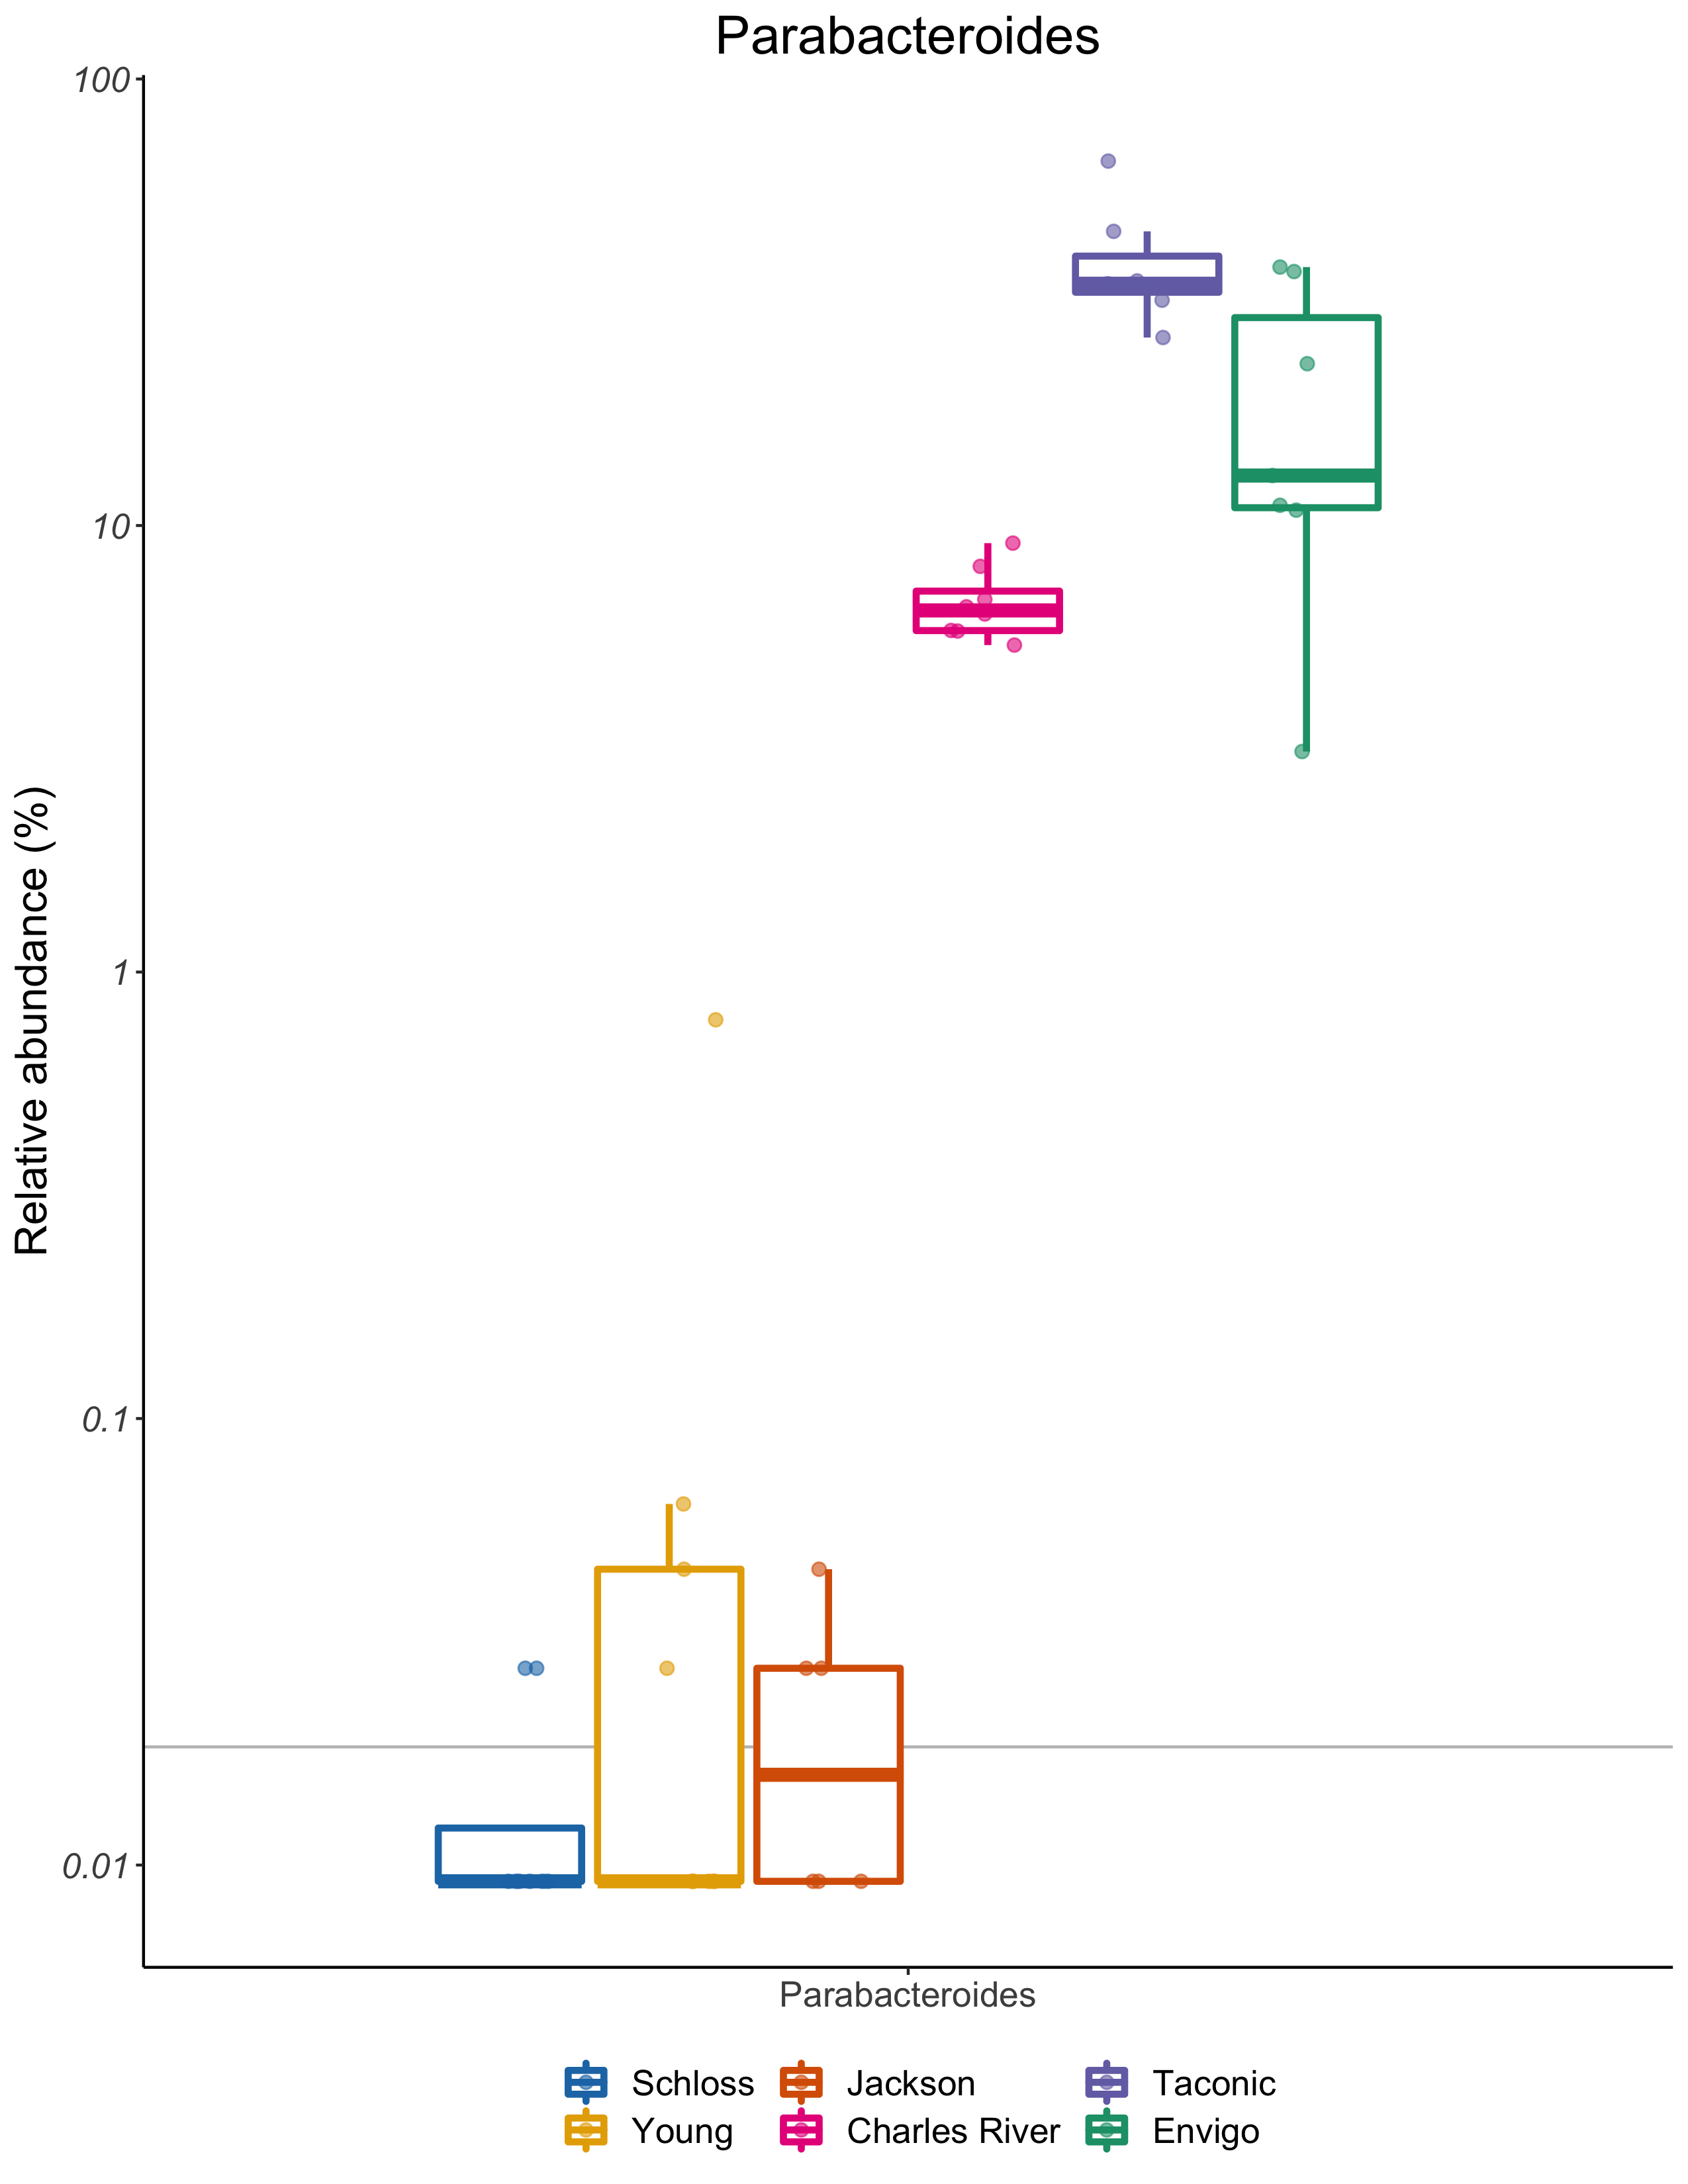 Parabacteroides
100
10
1
0.1
0.01
Relative abundance (%)
Parabacteroides
Schloss
Jackson
Taconic
Young
Charles River
Envigo